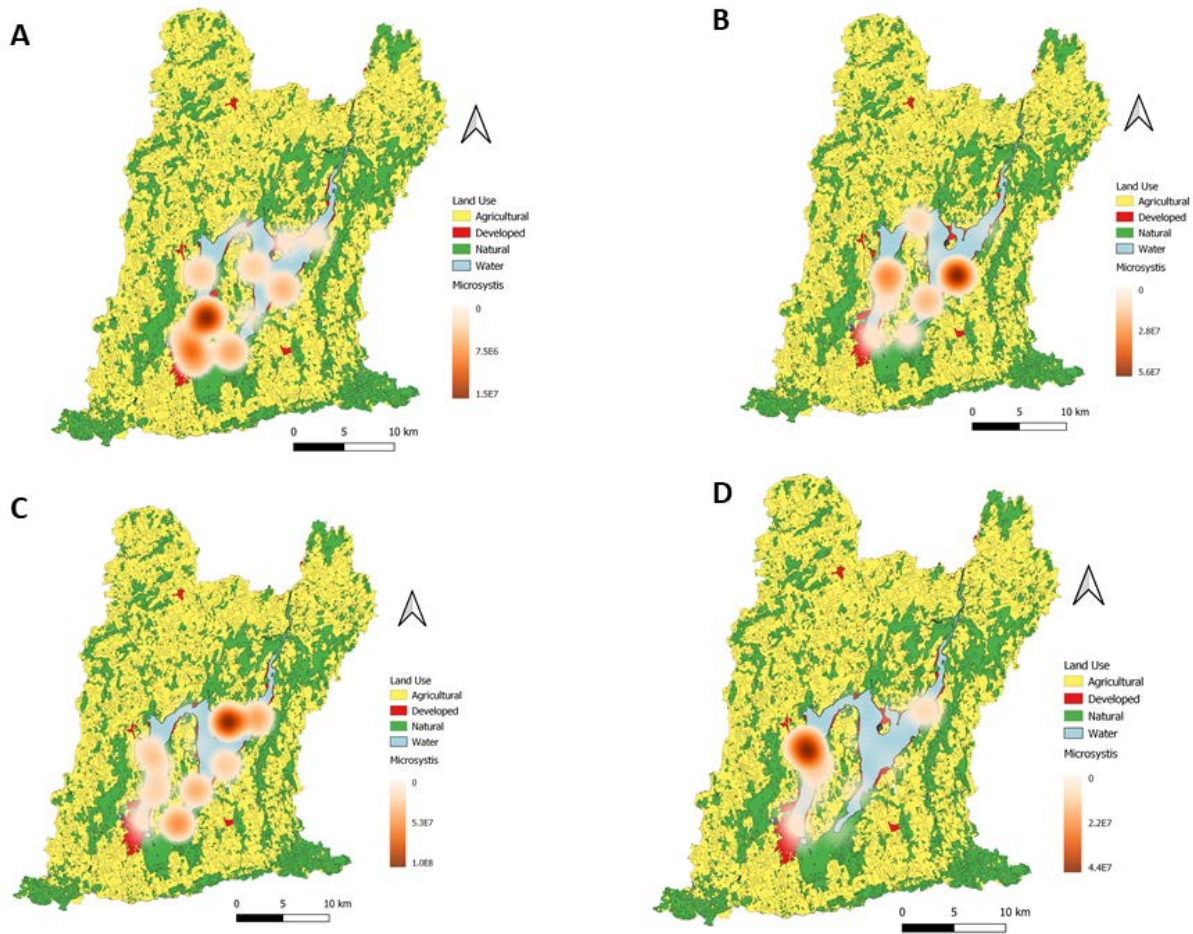 A
Land Use
Agricultural
Developed
Natural
Water
Microsystis
0
7.5E6
1.5E7
0 5 10 km
B
Land Use
Agricultural
Developed
Natural
Water
Microsystis
0
2.8E7
5.6E7
0 5 10 km
C
Land Use
Agricultural
Developed
Natural
Water
Microsystis
0
5.3E7
1.0E8
0 5 10 km
D
Land Use
Agricultural
Developed
Natural
Water
Microsystis
0
2.2E7
4.4E7
0 5 10 km